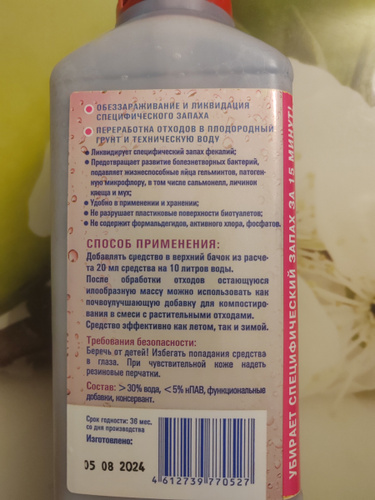 ОБЕЗЗАРАЖИВАНИЕ И ЛИКВИДАЦИЯ
СПЕЦИФИЧЕСКОГО ЗАПАХА
ПЕРЕРАБОТКА ОТХОДОВ В ПЛОДОРОДНЫЙ
ГРУНТ И ТЕХНИЧЕСКУЮ ВОДУ
• Ликвидирует специфический запах фекалий;
• Предотвращает развитие болезнетворных бактерий,
подавляет жизнеспособные яйца гельминтов, патоген-
ную микрофлору, в том числе сальмонелл, личинок
клеща и мух;
• Удобно в применении и хранении;
• Не разрушает пластиковые поверхности биотуалетов;
• Не содержит формальдегидов, активного хлора, фосфатов.
СПОСОБ ПРИМЕНЕНИЯ:
Добавлять средство в верхний бачок из расче-
та 20 мл средства на 10 литров воды.
После обработки отходов остающуюся
илообразную массу можно использовать как
почвоулучшающую добавку для компостиро-
вания в смеси с растительными отходами.
Средство эффективно как летом, так и зимой.
Требования безопасности:
Беречь от детей! Избегать попадания средства
в глаза. При чувствительной коже надеть
резиновые перчатки.
Состав: >30% вода, <5% нПАВ, функциональные
добавки, консервант.
Срок годности: 36 мес.
со дня производства
Изготовлено:
05 08 2024
4 612739 770527
УБИРАЕТ СПЕЦИФИЧЕСКИЙ ЗАПАХ ЗА 15 МИНУТ!